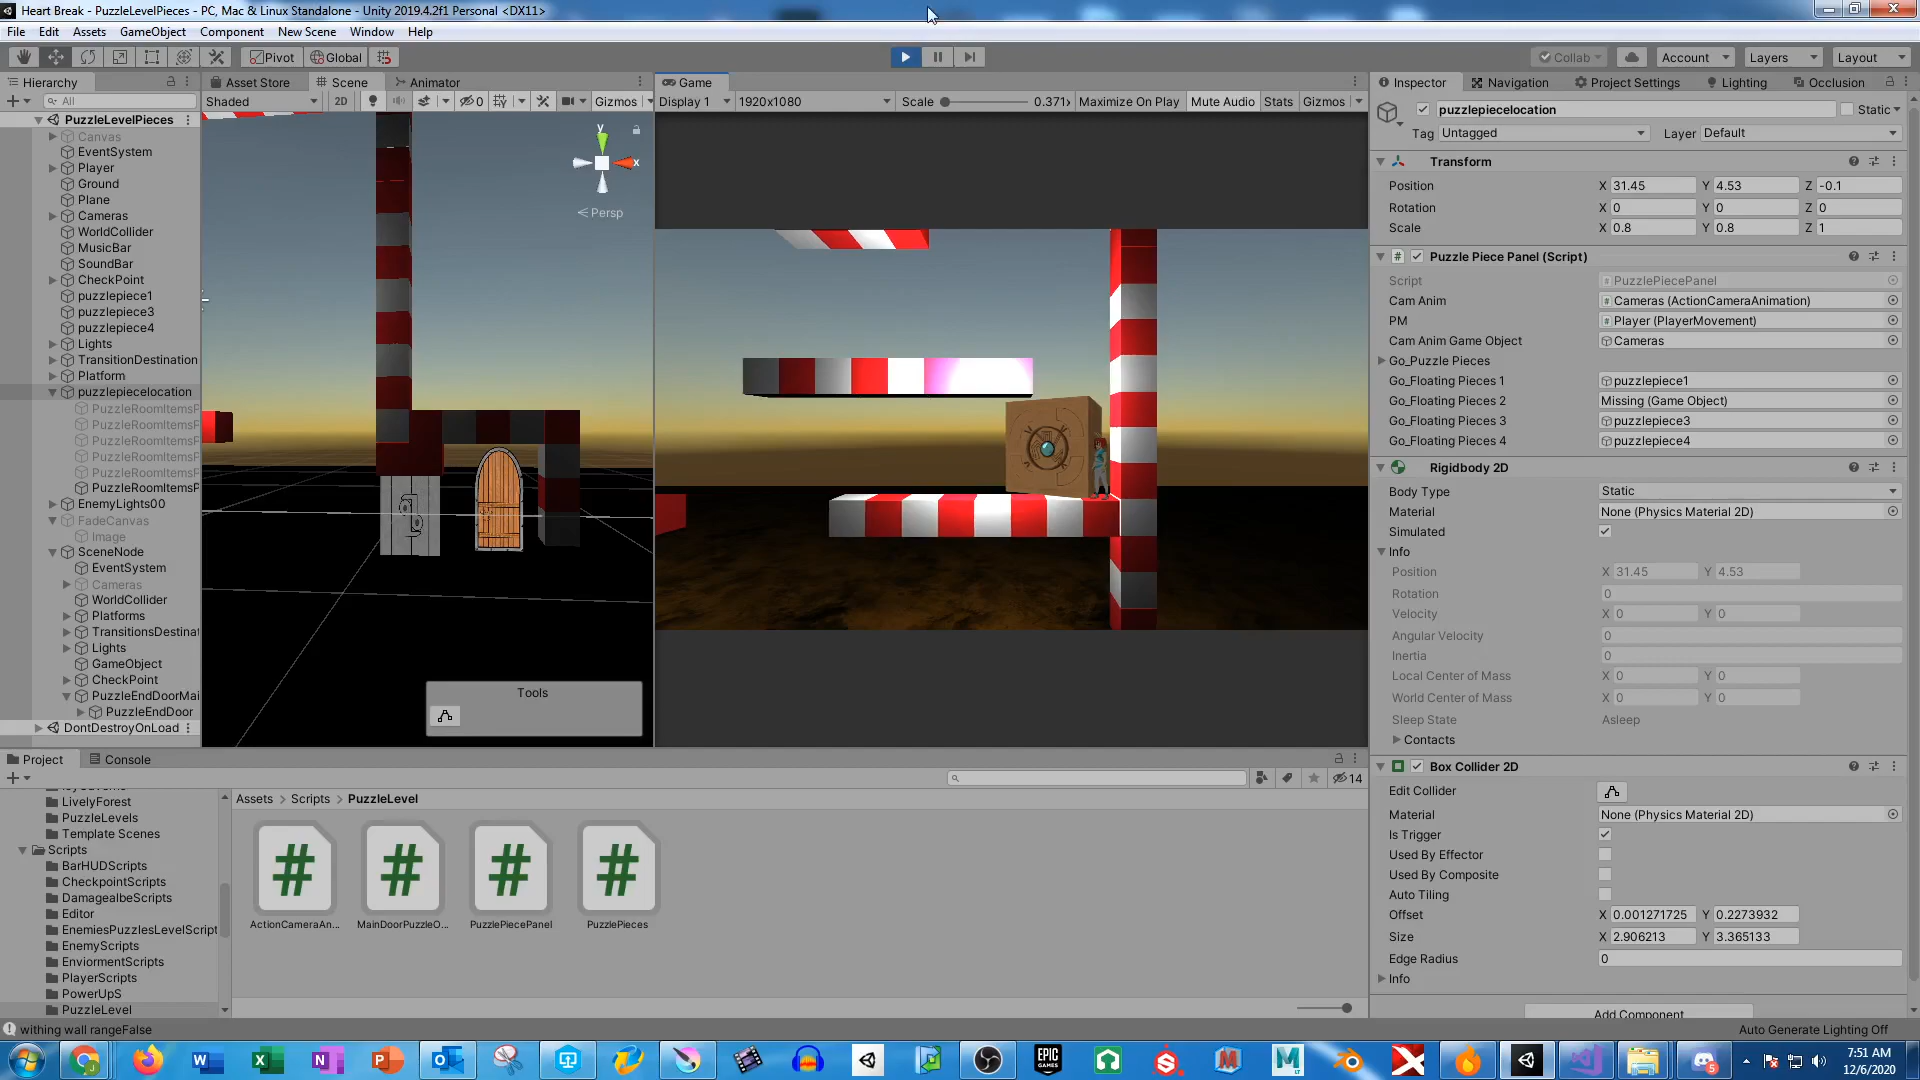 Heart Break - PuzzleLevelPieces - PC, Mac & Linux Standalone - Unity 2019.4.2f1 Personal <DX11>
File Edit Assets GameObject Component New Scene Window Help
Pivot Global Collab Account Layers Layout
Hierarchy Asset Store Scene Animator Game Inspector Navigation Project Settings Lighting Occlusion
All Shaded 2D 0 Gizmos Display 1 1920x1080 Scale 0.371x Maximize On Play Mute Audio Stats Gizmos
puzzlepiecelocation Static
Tag Untagged Layer Default
PuzzleLevelPieces
Canvas
EventSystem
Player
Ground
Plane
Cameras
WorldCollider
MusicBar
SoundBar
CheckPoint
puzzlepiece1
puzzlepiece3
puzzlepiece4
Lights
TransitionDestination
Platform
puzzlepiecelocation
PuzzleRoomItemsP
PuzzleRoomItemsP
PuzzleRoomItemsP
PuzzleRoomItemsP
PuzzleRoomItemsP
PuzzleRoomItemsP
EnemyLights00
FadeCanvas
Image
SceneNode
EventSystem
Cameras
WorldCollider
Platforms
TransitionsDestinat
Lights
GameObject
CheckPoint
PuzzleEndDoorMai
PuzzleEndDoor
DontDestroyOnLoad
y
x
Persp
Tools
Transform
Position X 31.45 Y 4.53 Z -0.1
Rotation X 0 Y 0 Z 0
Scale X 0.8 Y 0.8 Z 1
Puzzle Piece Panel (Script)
Script PuzzlePiecePanel
Cam Anim Cameras (ActionCameraAnimation)
PM Player (PlayerMovement)
Cam Anim Game Object Cameras
Go_Puzzle Pieces
Go_Floating Pieces 1 puzzlepiece1
Go_Floating Pieces 2 Missing (Game Object)
Go_Floating Pieces 3 puzzlepiece3
Go_Floating Pieces 4 puzzlepiece4
Rigidbody 2D
Body Type Static
Material None (Physics Material 2D)
Simulated
Info
Position X 31.45 Y 4.53
Rotation 0
Velocity X 0 Y 0
Angular Velocity 0
Inertia 0
Local Center of Mass X 0 Y 0
World Center of Mass X 0 Y 0
Sleep State Asleep
Contacts
Box Collider 2D
Edit Collider
Material None (Physics Material 2D)
Is Trigger
Used By Effector
Used By Composite
Auto Tiling
Offset X 0.001271725 Y 0.2273932
Size X 2.906213 Y 3.365133
Edge Radius 0
Info
Add Component
Project Console
14
LivelyForest
PuzzleLevels
Template Scenes
Scripts
BarHUDScripts
CheckpointScripts
DamagealbeScripts
Editor
EnemiesPuzzlesLevelScript
EnemyScripts
EnviormentScripts
PlayerScripts
PowerUpS
PuzzleLevel
Assets > Scripts > PuzzleLevel
ActionCameraAn... MainDoorPuzzleO... PuzzlePiecePanel PuzzlePieces
withing wall rangeFalse
Auto Generate Lighting Off
EPIC GAMES
5
7:51 AM
12/6/2020